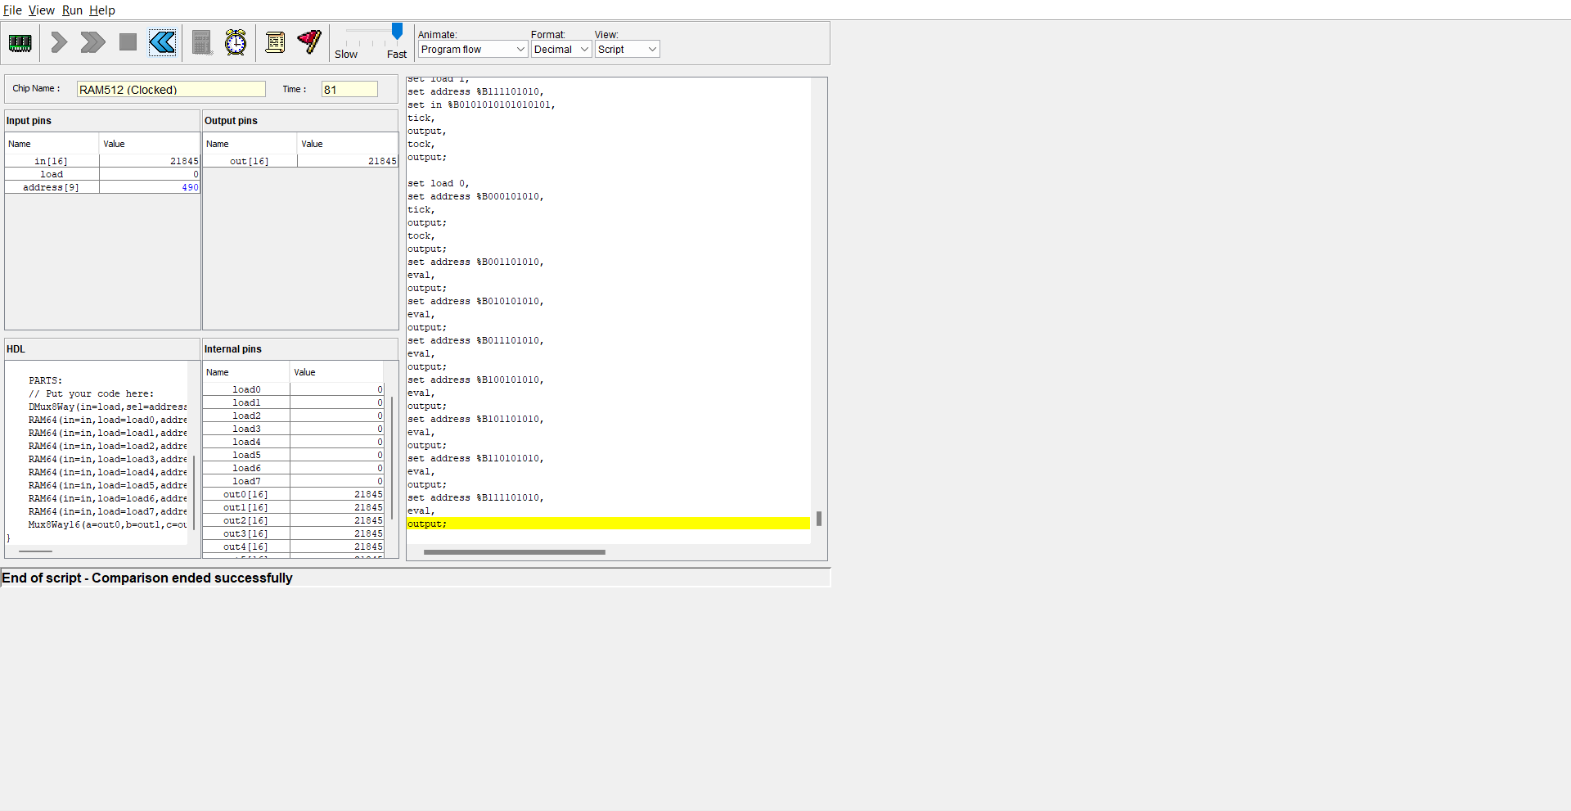 File View Run Help
Slow Fast
Animate: Format: View:
Program flow Decimal Script
Chip Name : RAM512 (Clocked) Time : 81
Input pins
Name Value
in[16] 21845
load 0
address[9] 490
Output pins
Name Value
out[16] 21845
HDL
PARTS:
// Put your code here:
DMux8Way(in=load,sel=address
RAM64(in=in,load=load0,addre
RAM64(in=in,load=load1,addre
RAM64(in=in,load=load2,addre
RAM64(in=in,load=load3,addre
RAM64(in=in,load=load4,addre
RAM64(in=in,load=load5,addre
RAM64(in=in,load=load6,addre
RAM64(in=in,load=load7,addre
Mux8Way16(a=out0,b=out1,c=ou
}
Internal pins
Name Value
load0 0
load1 0
load2 0
load3 0
load4 0
load5 0
load6 0
load7 0
out0[16] 21845
out1[16] 21845
out2[16] 21845
out3[16] 21845
out4[16] 21845
set load 1,
set address %B111101010,
set in %B0101010101010101,
tick,
output,
tock,
output;
set load 0,
set address %B000101010,
tick,
output;
tock,
output;
set address %B001101010,
eval,
output;
set address %B010101010,
eval,
output;
set address %B011101010,
eval,
output;
set address %B100101010,
eval,
output;
set address %B101101010,
eval,
output;
set address %B110101010,
eval,
output;
set address %B111101010,
eval,
output;
End of script - Comparison ended successfully